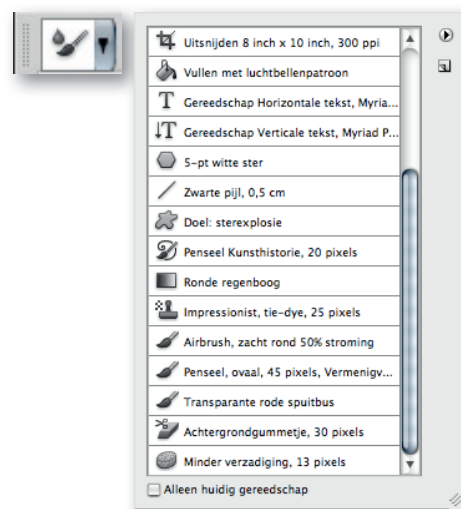 Uitsnijden 8 inch x 10 inch, 300 ppi
Vullen met luchtbellenpatroon
Gereedschap Horizontale tekst, Myria...
Gereedschap Verticale tekst, Myriad P...
5-pt witte ster
Zwarte pijl, 0,5 cm
Doel: sterexplosie
Penseel Kunsthistorie, 20 pixels
Ronde regenboog
Impressionist, tie-dye, 25 pixels
Airbrush, zacht rond 50% stroming
Penseel, ovaal, 45 pixels, Vermenigv...
Transparante rode spuitbus
Achtergrondgummetje, 30 pixels
Minder verzadiging, 13 pixels
Alleen huidig gereedschap